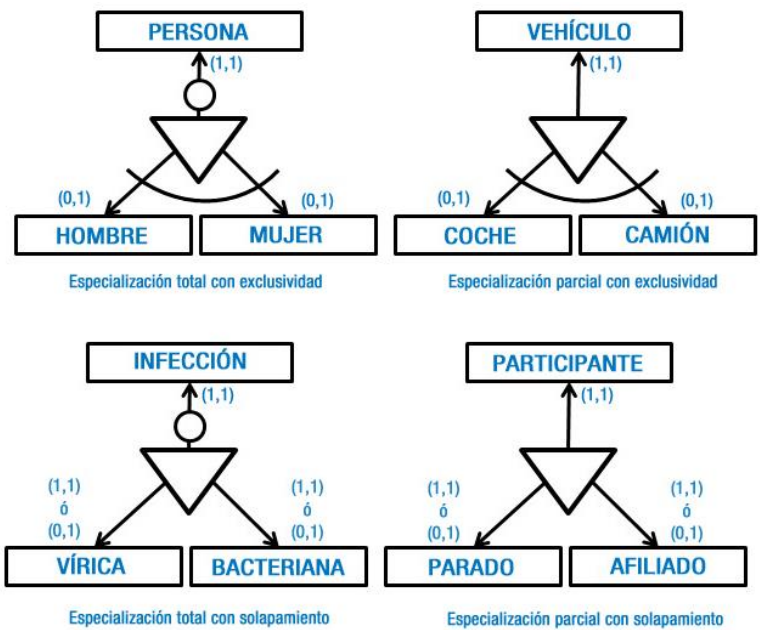 PERSONA
(1,1)
(0,1)
(0,1)
HOMBRE
MUJER
Especialización total con exclusividad
VEHÍCULO
(1,1)
(0,1)
(0,1)
COCHE
CAMIÓN
Especialización parcial con exclusividad
INFECCIÓN
(1,1)
(1,1)
ó
(0,1)
(1,1)
ó
(0,1)
VÍRICA
BACTERIANA
Especialización total con solapamiento
PARTICIPANTE
(1,1)
(1,1)
ó
(0,1)
(1,1)
ó
(0,1)
PARADO
AFILIADO
Especialización parcial con solapamiento